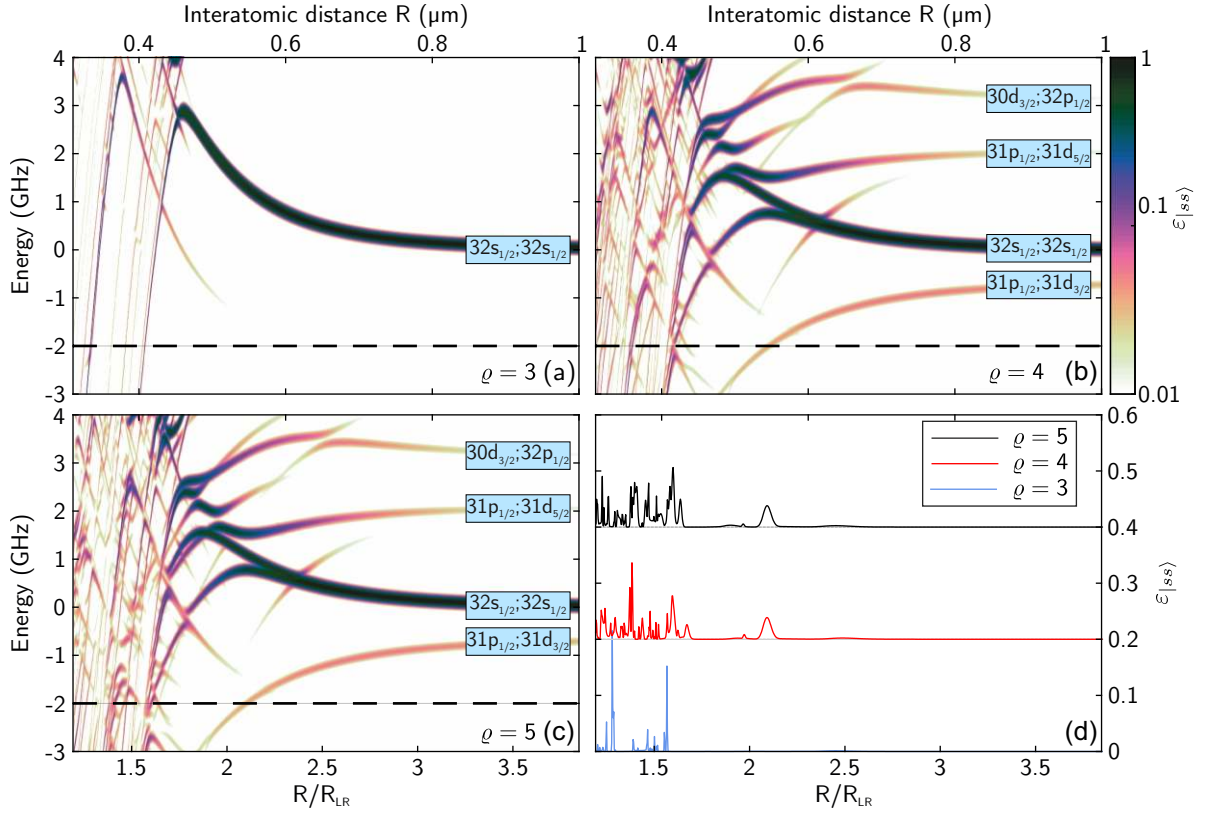 Interatomic distance R (μm)
Interatomic distance R (μm)
0.4 0.6 0.8 1
0.4 0.6 0.8 1
4
3
2
1
0
-1
-2
-3
Energy (GHz)
32s₁/₂;32s₁/₂
ϱ = 3 (a)
30d₃/₂;32p₁/₂
31p₁/₂;31d₅/₂
32s₁/₂;32s₁/₂
31p₁/₂;31d₃/₂
ϱ = 4 (b)
1
0.1
0.01
ε|ss⟩
4
3
2
1
0
-1
-2
-3
Energy (GHz)
30d₃/₂;32p₁/₂
31p₁/₂;31d₅/₂
32s₁/₂;32s₁/₂
31p₁/₂;31d₃/₂
ϱ = 5 (c)
1.5 2 2.5 3 3.5
R/R_LR
ϱ = 5
ϱ = 4
ϱ = 3
(d)
0.6
0.5
0.4
0.3
0.2
0.1
0
ε|ss⟩
1.5 2 2.5 3 3.5
R/R_LR